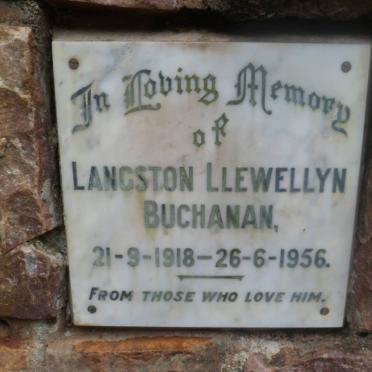 In Loving Memory
of
LANGSTON LLEWELLYN
BUCHANAN,
21-9-1918—26-6-1956.
FROM THOSE WHO LOVE HIM.